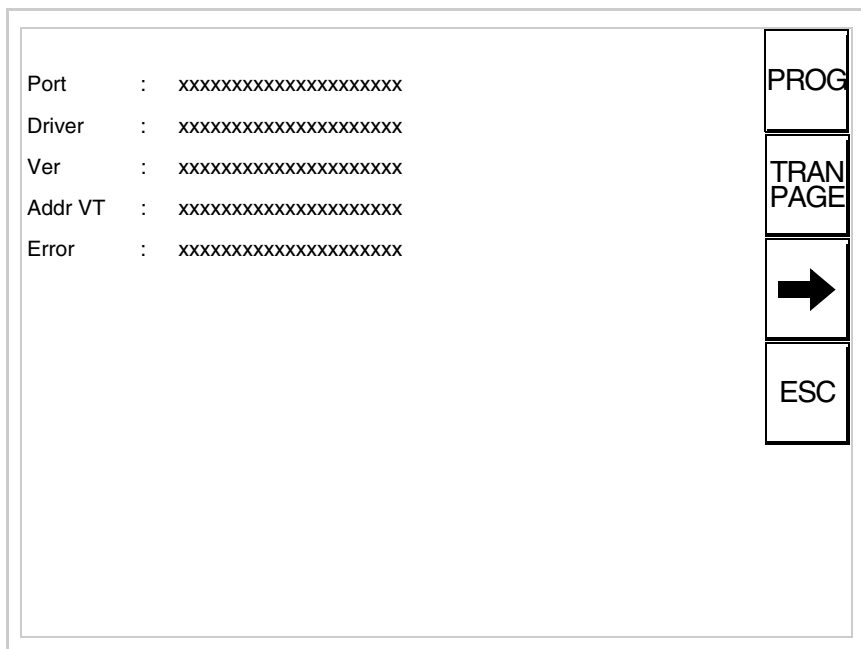 Port : xxxxxxxxxxxxxxxxxxxxx
Driver : xxxxxxxxxxxxxxxxxxxxx
Ver : xxxxxxxxxxxxxxxxxxxxx
Addr VT : xxxxxxxxxxxxxxxxxxxxx
Error : xxxxxxxxxxxxxxxxxxxxx
PROG
TRAN
PAGE
ESC